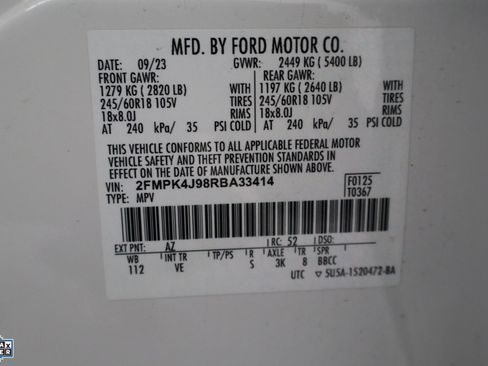 MFD. BY FORD MOTOR CO.
DATE: 09/23 GVWR: 2449 KG ( 5400 LB)
FRONT GAWR: REAR GAWR:
1279 KG ( 2820 LB) WITH 1197 KG ( 2640 LB) WITH
245/60R18 105V TIRES 245/60R18 105V TIRES
18x8.0J RIMS 18x8.0J RIMS
AT 240 kPa/ 35 PSI COLD AT 240 kPa/ 35 PSI COLD
THIS VEHICLE CONFORMS TO ALL APPLICABLE FEDERAL MOTOR
VEHICLE SAFETY AND THEFT PREVENTION STANDARDS IN
EFFECT ON THE DATE OF MANUFACTURE SHOWN ABOVE.
VIN: 2FMPK4J98RBA33414 F0125
TYPE: MPV T0367
EXT PNT: AZ RC: 52 DSO:
WB INT TR TP/PS R AXLE TR SPR
112 VE S 3K 8 BBCC
UTC ▽ 5U5A-1520472-BA